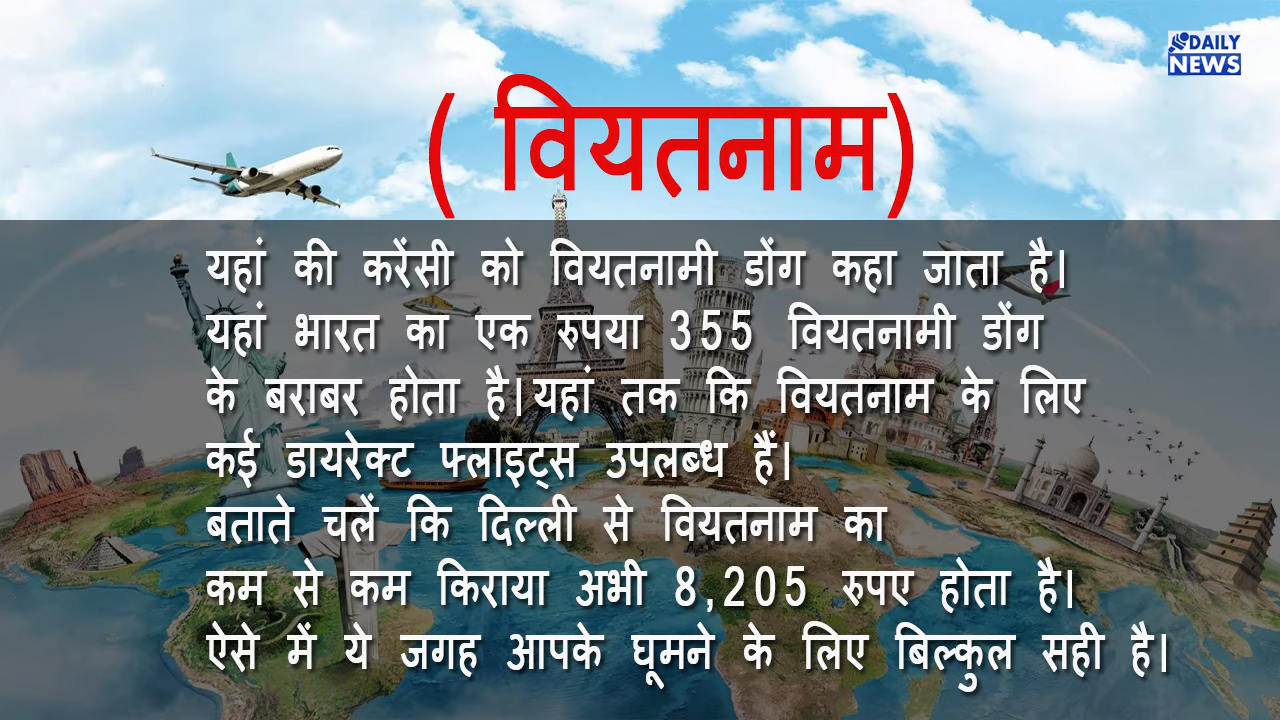 DAILY
NEWS
( वियतनाम)
यहां की करेंसी को वियतनामी डोंग कहा जाता है।
यहां भारत का एक रुपया 355 वियतनामी डोंग
के बराबर होता है।यहां तक कि वियतनाम के लिए
कई डायरेक्ट फ्लाइट्स उपलब्ध हैं।
बताते चलें कि दिल्ली से वियतनाम का
कम से कम किराया अभी 8,205 रुपए होता है।
ऐसे में ये जगह आपके घूमने के लिए बिल्कुल सही है।